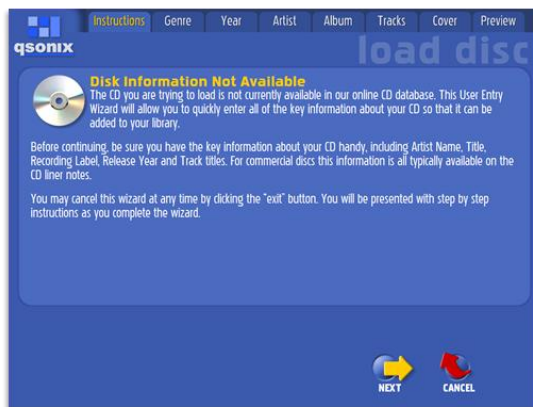 Instructions Genre Year Artist Album Tracks Cover Preview
qsonix
load disc
Disk Information Not Available
The CD you are trying to load is not currently available in our online CD database. This User Entry
Wizard will allow you to quickly enter all of the key information about your CD so that it can be
added to your library.
Before continuing, be sure you have the key information about your CD handy, including Artist Name, Title,
Recording Label, Release Year and Track titles. For commercial discs this information is all typically available on the
CD liner notes.
You may cancel this wizard at any time by clicking the "exit" button. You will be presented with step by step
instructions as you complete the wizard.
NEXT CANCEL